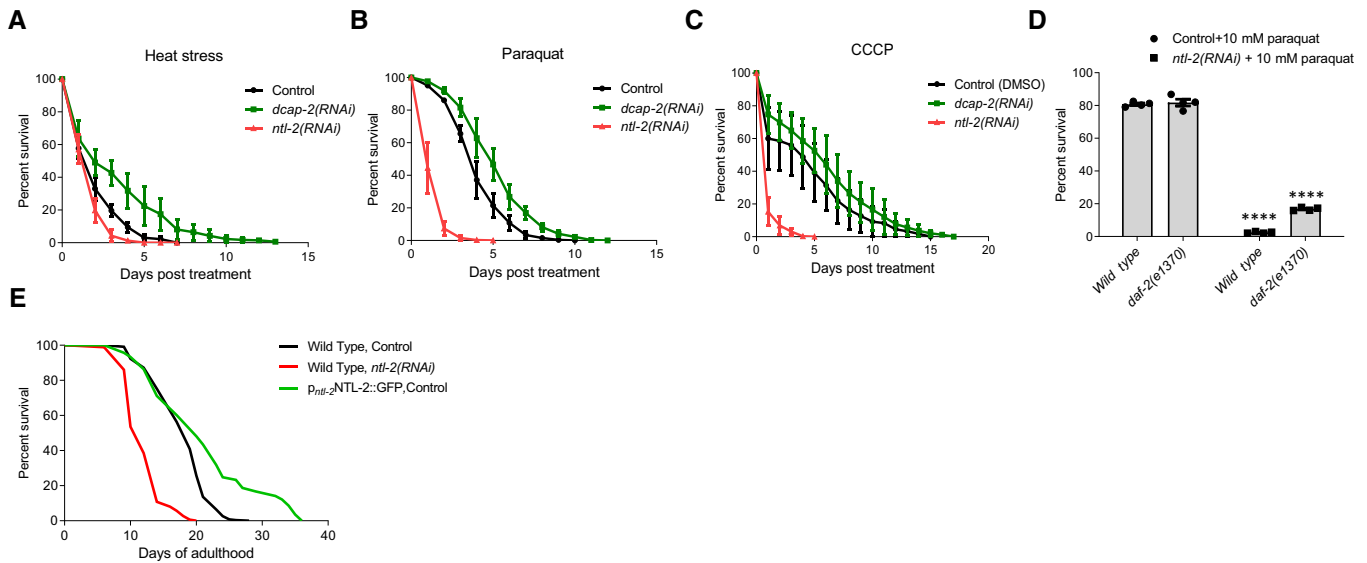 A
Heat stress
Percent survival
100
80
60
40
20
0
0
5
10
15
Days post treatment
Control
dcap-2(RNAi)
ntl-2(RNAi)
B
Paraquat
Percent survival
100
80
60
40
20
0
0
5
10
15
Days post treatment
Control
dcap-2(RNAi)
ntl-2(RNAi)
C
CCCP
Percent survival
100
80
60
40
20
0
0
5
10
15
20
Days post treatment
Control (DMSO)
dcap-2(RNAi)
ntl-2(RNAi)
D
Control+10 mM paraquat
ntl-2(RNAi) + 10 mM paraquat
Percent survival
100
80
60
40
20
0
****
****
Wild type
daf-2(e1370)
Wild type
daf-2(e1370)
E
Percent survival
100
80
60
40
20
0
0
10
20
30
40
Days of adulthood
Wild Type, Control
Wild Type, ntl-2(RNAi)
pntl-2NTL-2::GFP,Control